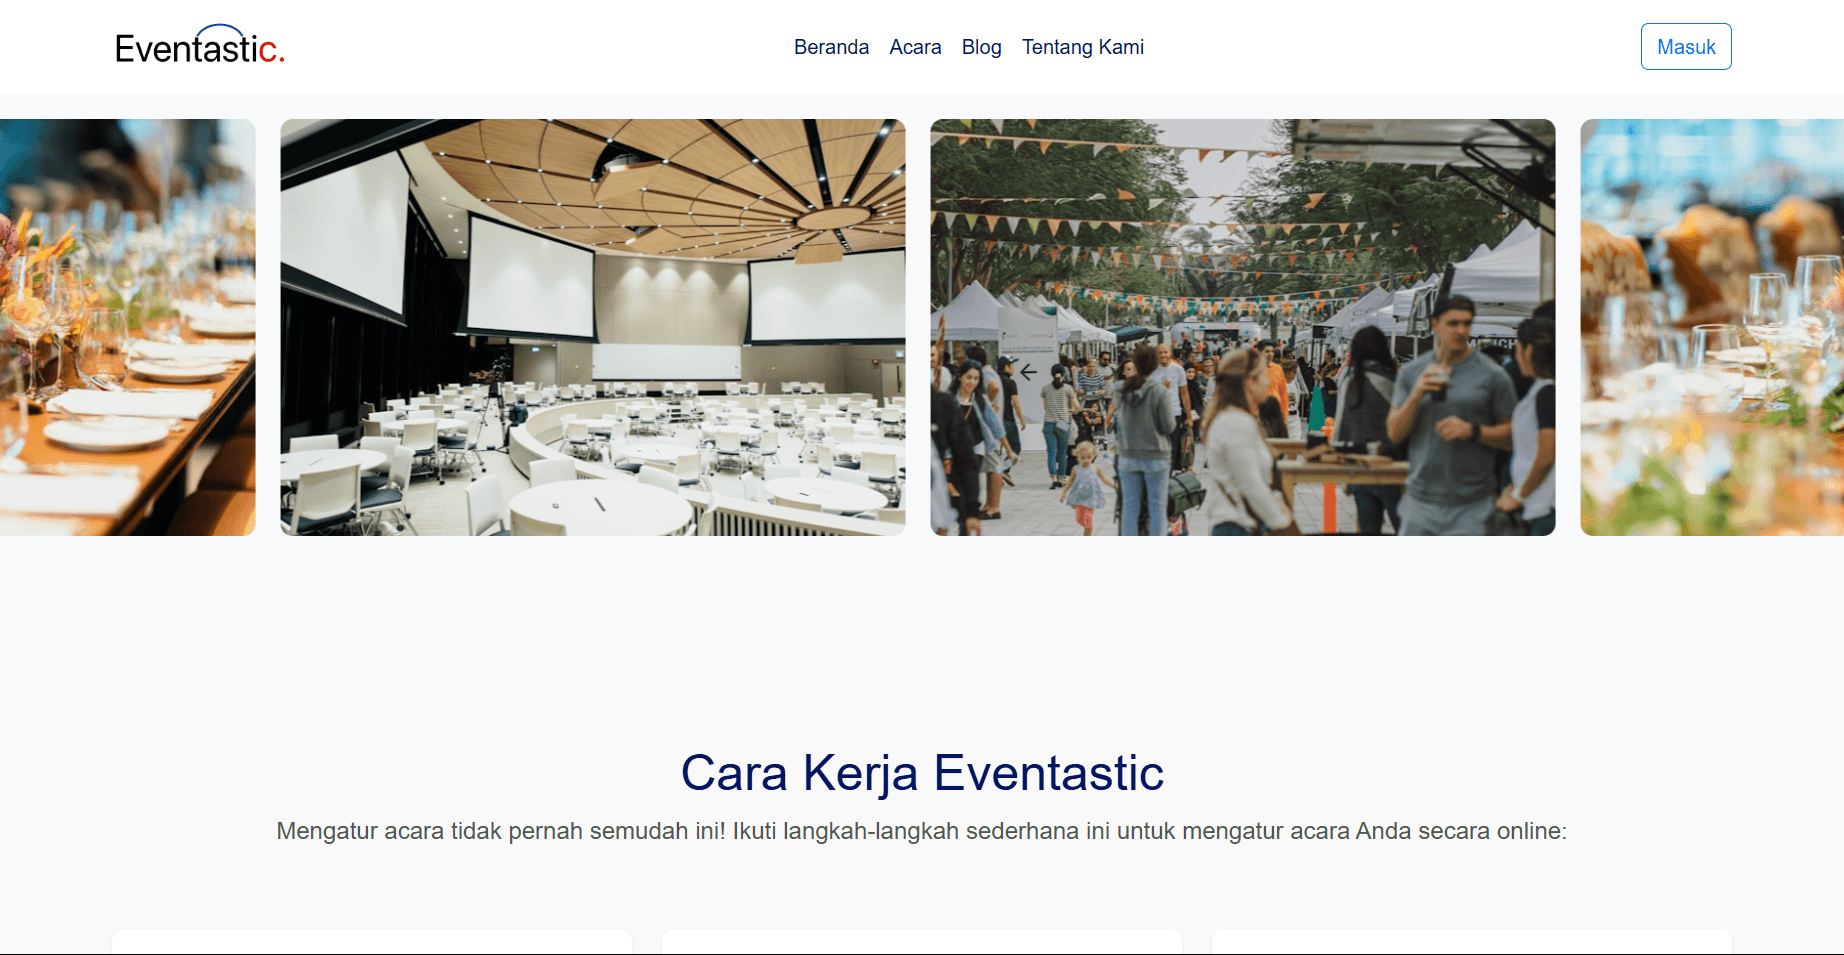 Eventastic.
Beranda Acara Blog Tentang Kami
Masuk
Cara Kerja Eventastic
Mengatur acara tidak pernah semudah ini! Ikuti langkah-langkah sederhana ini untuk mengatur acara Anda secara online: